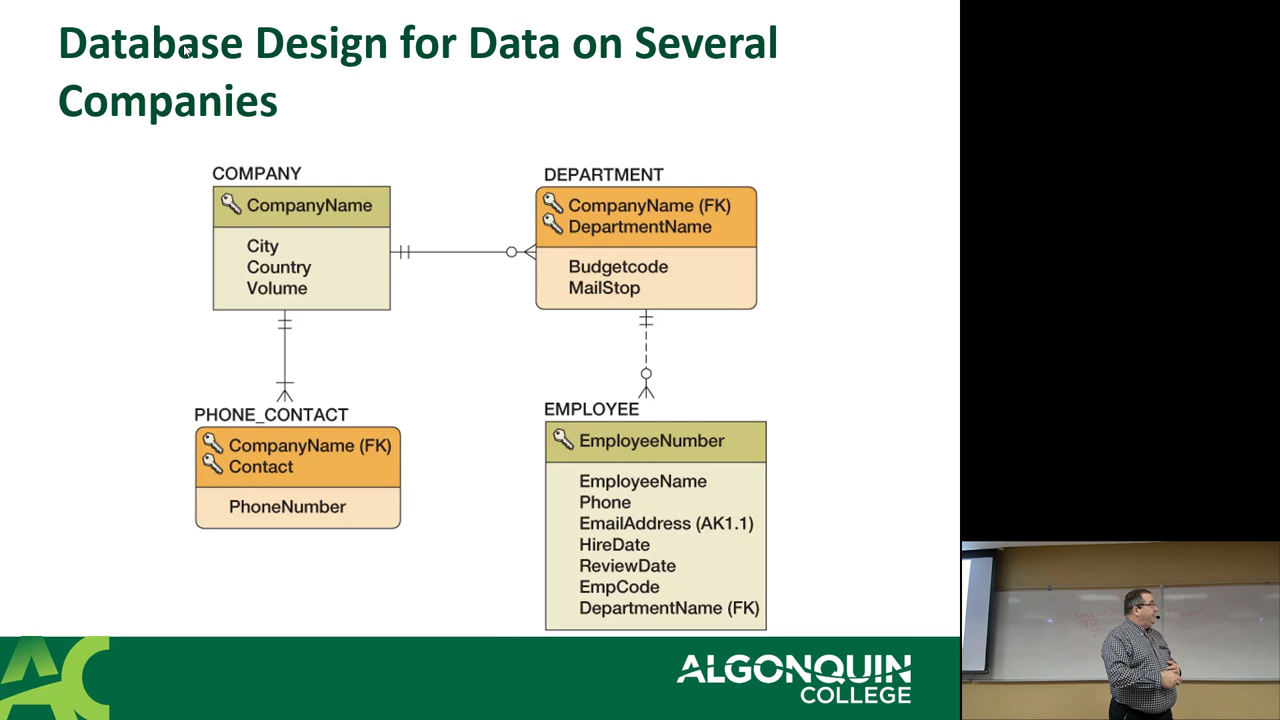 Database Design for Data on Several
Companies
COMPANY
CompanyName
City
Country
Volume
DEPARTMENT
CompanyName (FK)
DepartmentName
Budgetcode
MailStop
PHONE_CONTACT
CompanyName (FK)
Contact
PhoneNumber
EMPLOYEE
EmployeeNumber
EmployeeName
Phone
EmailAddress (AK1.1)
HireDate
ReviewDate
EmpCode
DepartmentName (FK)
AC
ALGONQUIN
COLLEGE